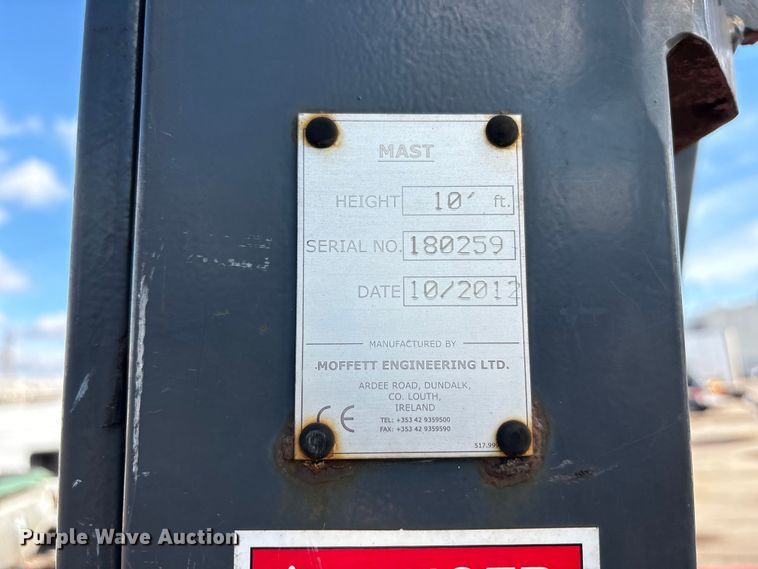 MAST
HEIGHT 10' ft.
SERIAL NO. 180259
DATE 10/2012
MANUFACTURED BY
MOFFETT ENGINEERING LTD.
ARDEE ROAD, DUNDALK,
CO. LOUTH,
IRELAND
TEL: +353 42 9359500
FAX: +353 42 9359590
CE
Purple Wave Auction